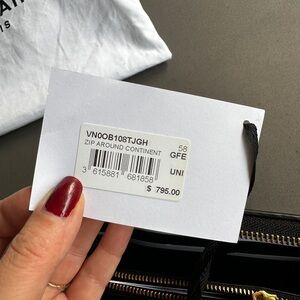 VN0OB108TJGH
ZIP AROUND CONTINENT
58
GFE
UNI
3 615881 681858
$ 795.00